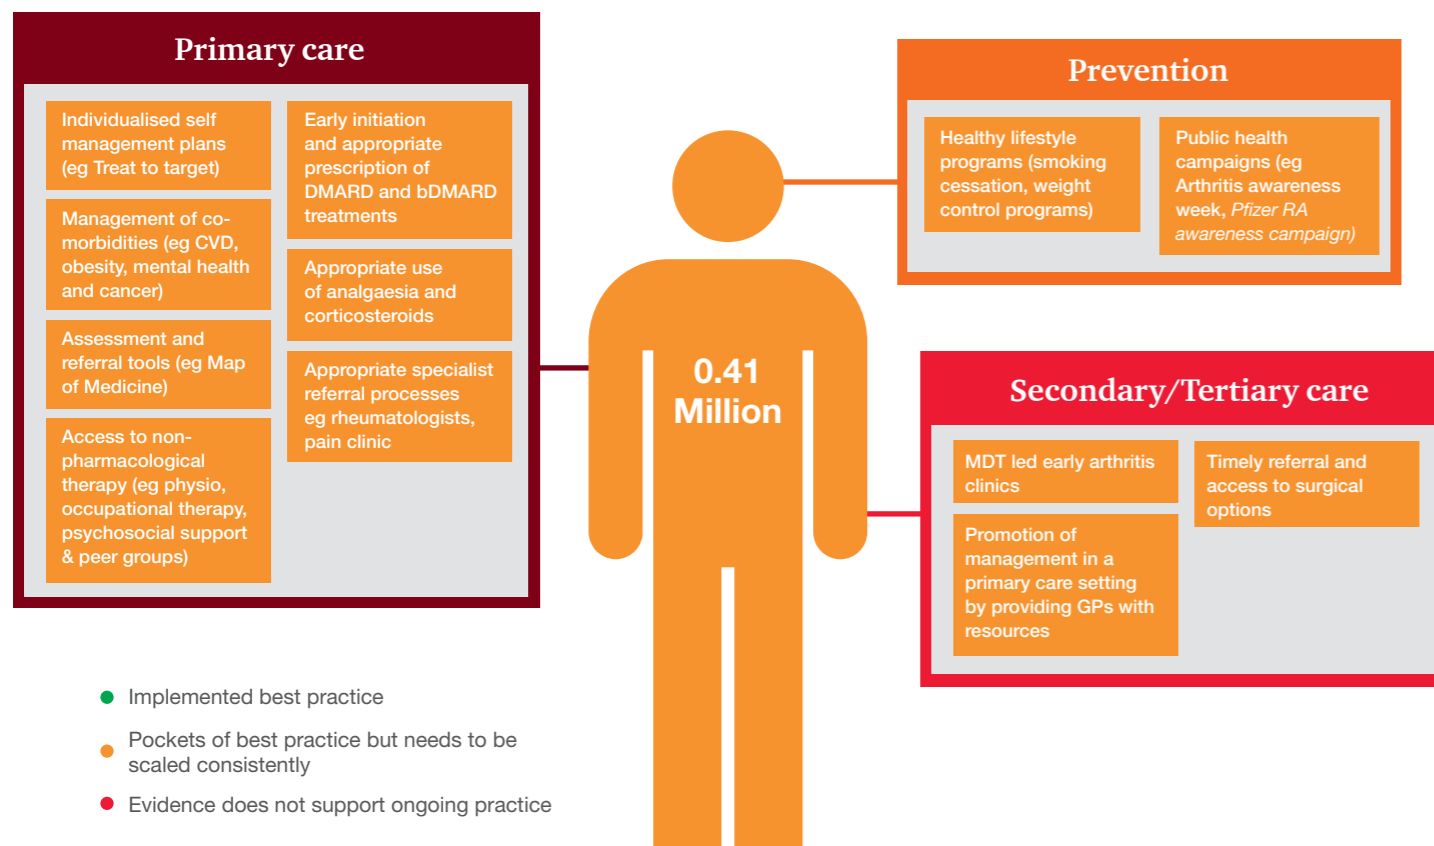 Primary care
Individualised self
management plans
(eg Treat to target)
Management of co-
morbidities (eg CVD,
obesity, mental health
and cancer)
Assessment and
referral tools (eg Map
of Medicine)
Access to non-
pharmacological
therapy (eg physio,
occupational therapy,
psychosocial support
& peer groups)
Early initiation
and appropriate
prescription of
DMARD and bDMARD
treatments
Appropriate use
of analgaesia and
corticosteroids
Appropriate specialist
referral processes
eg rheumatologists,
pain clinic
0.41
Million
Prevention
Healthy lifestyle
programs (smoking
cessation, weight
control programs)
Public health
campaigns (eg
Arthritis awareness
week, Pfizer RA
awareness campaign)
Secondary/Tertiary care
MDT led early arthritis
clinics
Promotion of
management in a
primary care setting
by providing GPs with
resources
Timely referral and
access to surgical
options
Implemented best practice
Pockets of best practice but needs to be
scaled consistently
Evidence does not support ongoing practice